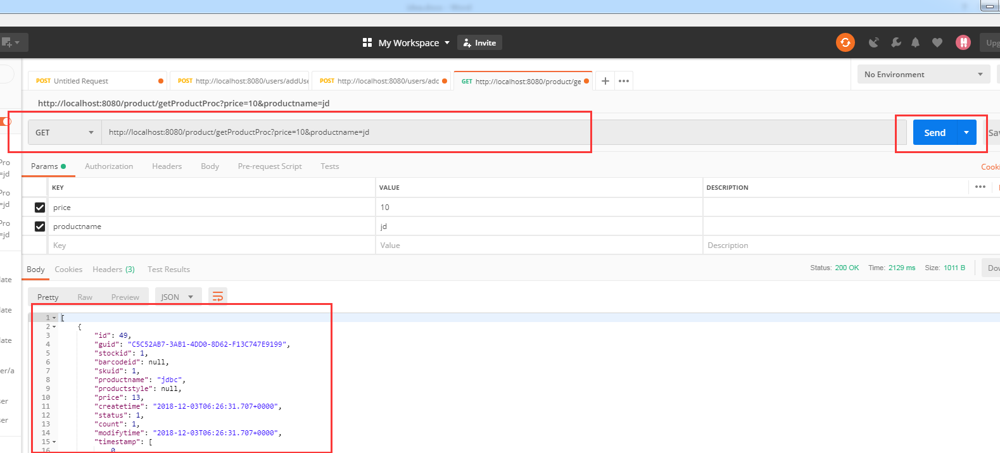 My Workspace
Invite
Upg
POST Untitled Request
POST http://localhost:8080/users/addUse
POST http://localhost:8080/users/adc
GET http://localhost:8080/product/ge
No Environment
http://localhost:8080/product/getProductProc?price=10&productname=jd
GET http://localhost:8080/product/getProductProc?price=10&productname=jd
Send
Sav
Pro
=jd
Pro
=jd
Pro
=jd
late
late
late
er/a
ser
ser
Params Authorization Headers Body Pre-request Script Tests
Cooki
KEY VALUE DESCRIPTION
price 10
productname jd
Key Value Description
Body Cookies Headers (3) Test Results
Status: 200 OK Time: 2129 ms Size: 1011 B
Dov
Pretty Raw Preview JSON
1 [
2 {
3 "id": 49,
4 "guid": "C5C52AB7-3AB1-4DD0-8D62-F13C747E9199",
5 "stockid": 1,
6 "barcodeid": null,
7 "skuid": 1,
8 "productname": "jdbc",
9 "productstyle": null,
10 "price": 13,
11 "createtime": "2018-12-03T06:26:31.707+0000",
12 "status": 1,
13 "count": 1,
14 "modifytime": "2018-12-03T06:26:31.707+0000",
15 "timestamp": [
16 0